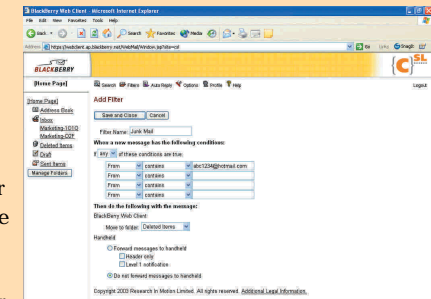 BlackBerry Web Client - Microsoft Internet Explorer
File Edit View Favorites Tools Help
Back Search Favorites Media
Address https://webclient.ap.blackberry.net/WebMail/Window.jsp?site=csl Go Links SnagIt
BLACKBERRY
CSL
[Home Page]
Search Filters Auto Reply Options Profile Help Logout
[Home Page]
Address Book
Inbox
Marketing-1010
Marketing-C2F
Deleted Items
Draft
Sent Items
Manage Folders
Add Filter
Save and Close Cancel
Filter Name: Junk Mail
When a new message has the following conditions:
If any of these conditions are true:
From contains abc1234@hotmail.com
From contains
From contains
From contains
Then do the following with the message:
BlackBerry Web Client
Move to folder: Deleted Items
Handheld
Forward messages to handheld
Header only
Level 1 notification
Do not forward messages to handheld
Copyright 2003 Research In Motion Limited. All rights reserved. Additional Legal Information.